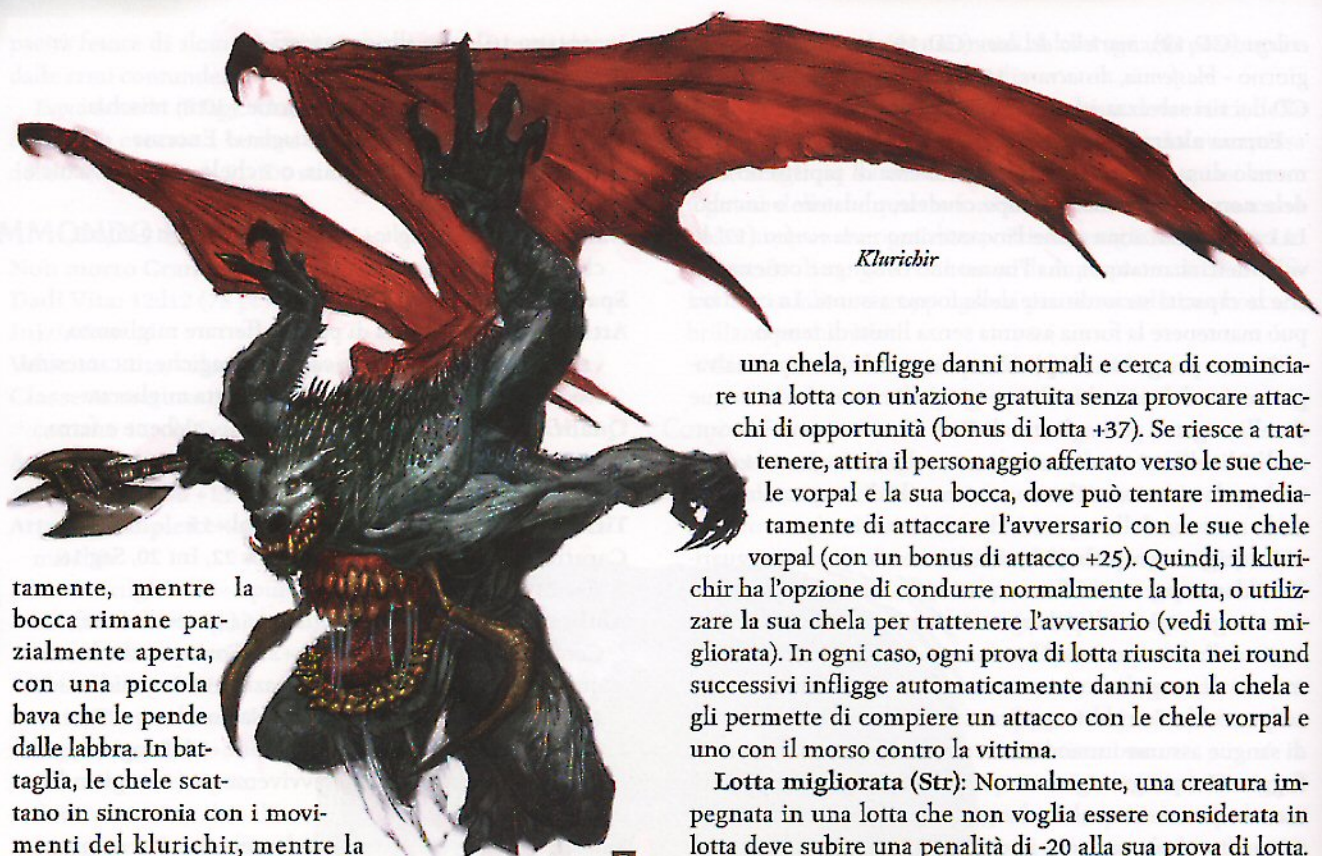 Klurichir
tamente, mentre la
bocca rimane par-
zialmente aperta,
con una piccola
bava che le pende
dalle labbra. In bat-
taglia, le chele scat-
tano in sincronia con i movi-
menti del klurichir, mentre la
una chela, infligge danni normali e cerca di comincia-
re una lotta con un'azione gratuita senza provocare attac-
chi di opportunità (bonus di lotta +37). Se riesce a trat-
tenere, attira il personaggio afferrato verso le sue che-
le vorpal e la sua bocca, dove può tentare immedia-
tamente di attaccare l'avversario con le sue chele
vorpal (con un bonus di attacco +25). Quindi, il kluri-
chir ha l'opzione di condurre normalmente la lotta, o utiliz-
zare la sua chela per trattenere l'avversario (vedi lotta mi-
gliorata). In ogni caso, ogni prova di lotta riuscita nei round
successivi infligge automaticamente danni con la chela e
gli permette di compiere un attacco con le chele vorpal e
uno con il morso contro la vittima.
Lotta migliorata (Str): Normalmente, una creatura im-
pegnata in una lotta che non voglia essere considerata in
lotta deve subire una penalità di -20 alla sua prova di lotta.